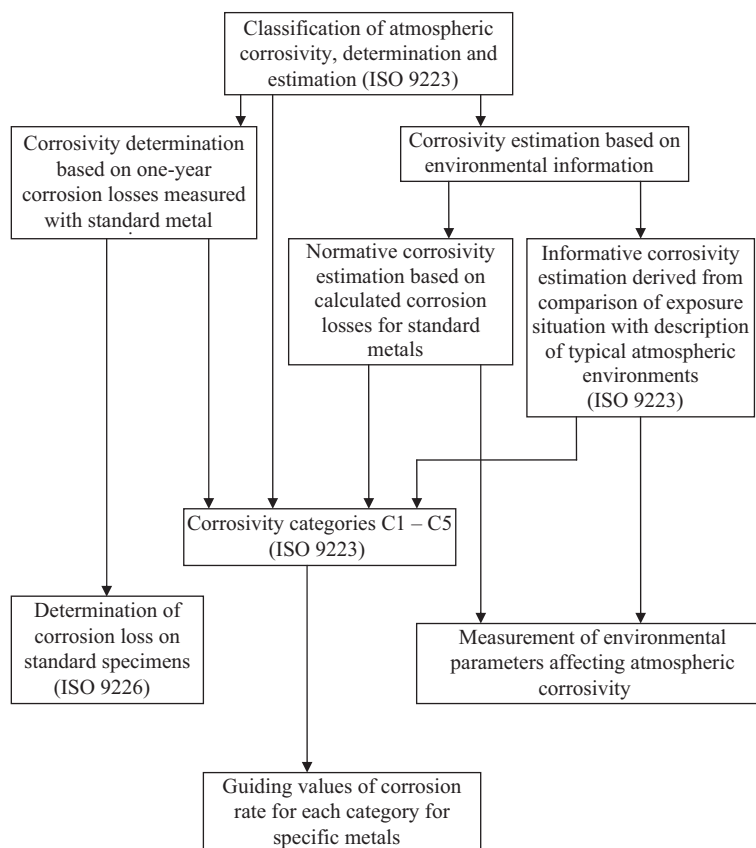 Classification of atmospheric
corrosivity, determination and
estimation (ISO 9223)
Corrosivity determination
based on one-year
corrosion losses measured
with standard metal
Corrosivity estimation based on
environmental information
Normative corrosivity
estimation based on
calculated corrosion
losses for standard
metals
Informative corrosivity
estimation derived from
comparison of exposure
situation with description
of typical atmospheric
environments
(ISO 9223)
Corrosivity categories C1 – C5
(ISO 9223)
Determination of
corrosion loss on
standard specimens
(ISO 9226)
Measurement of environmental
parameters affecting atmospheric
corrosivity
Guiding values of corrosion
rate for each category for
specific metals